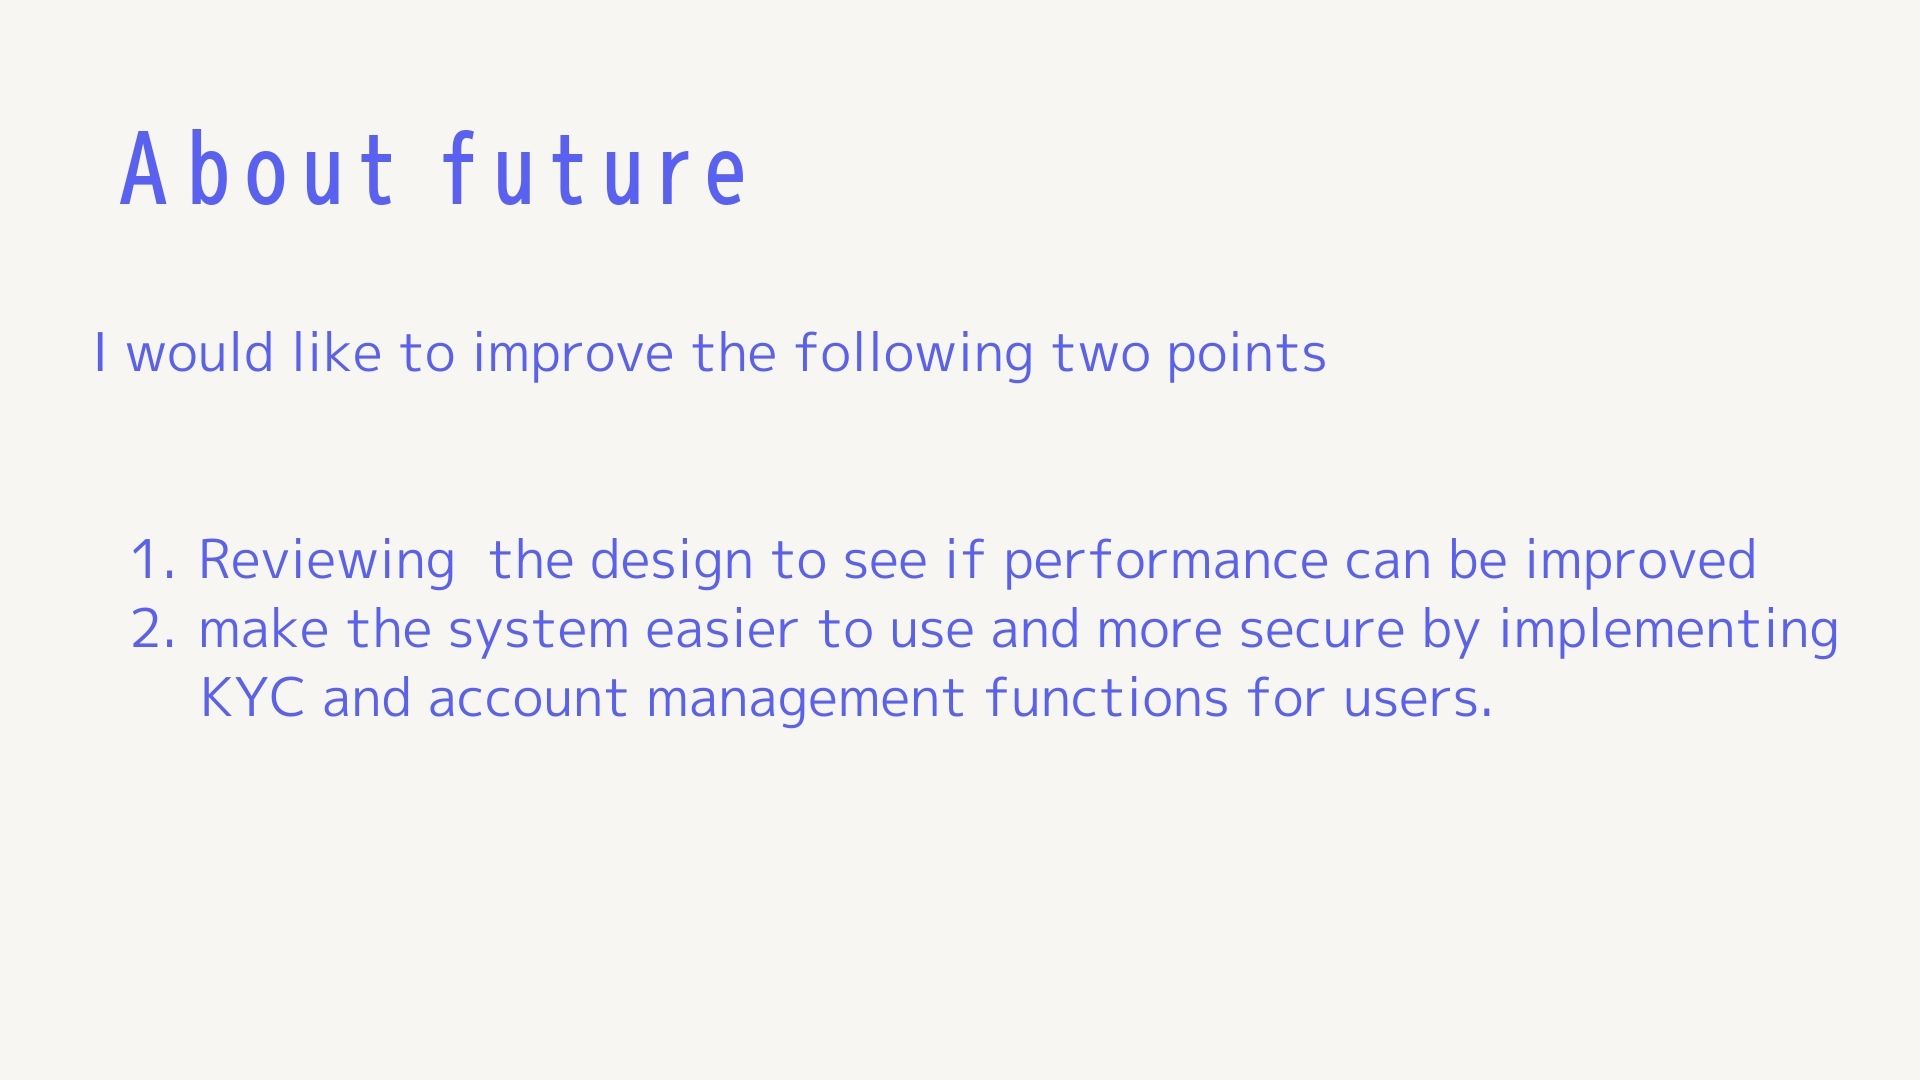 About future
I would like to improve the following two points
1. Reviewing  the design to see if performance can be improved
2. make the system easier to use and more secure by implementing
KYC and account management functions for users.